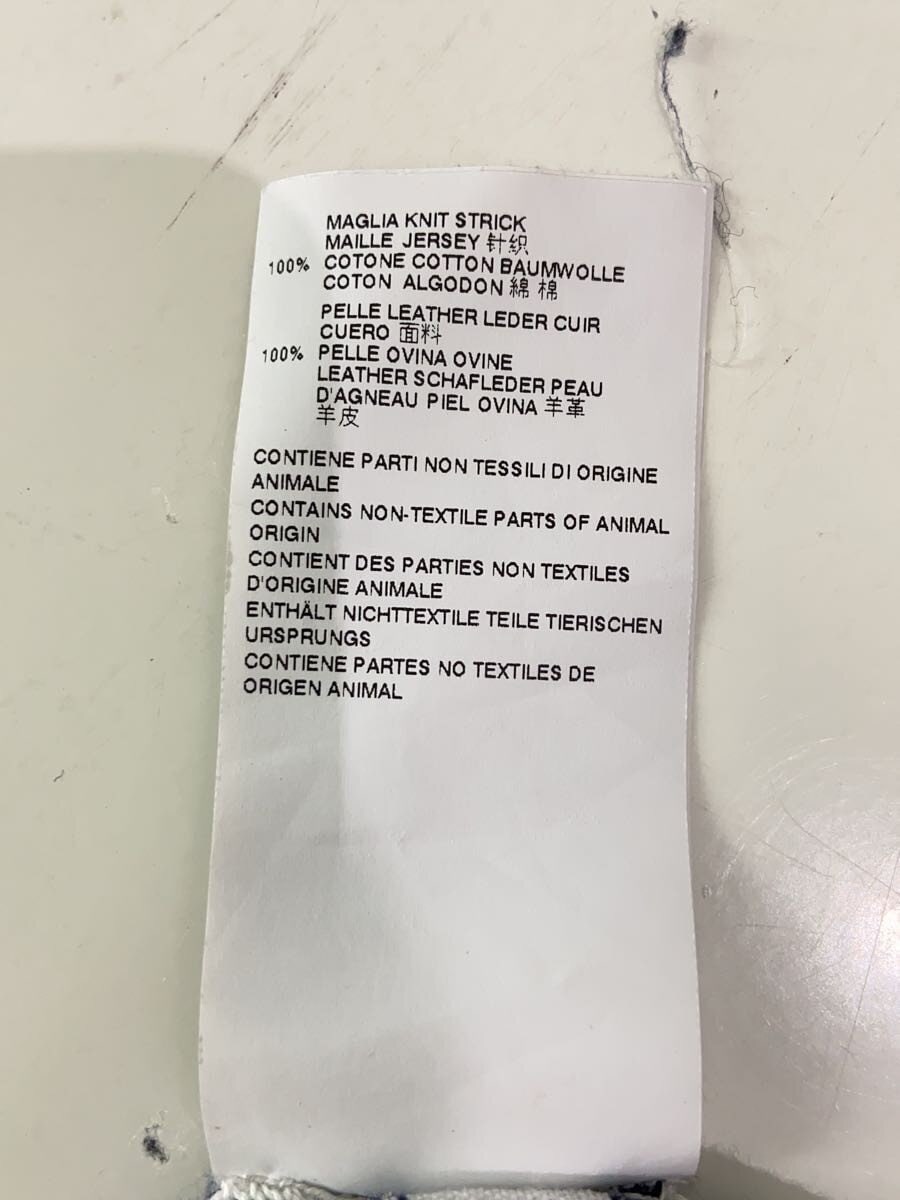 MAGLIA KNIT STRICK
MAILLE JERSEY 针织
100% COTONE COTTON BAUMWOLLE
COTON ALGODON 綿 棉
PELLE LEATHER LEDER CUIR
CUERO 面料
100% PELLE OVINA OVINE
LEATHER SCHAFLEDER PEAU
D'AGNEAU PIEL OVINA 羊革
羊皮
CONTIENE PARTI NON TESSILI DI ORIGINE
ANIMALE
CONTAINS NON-TEXTILE PARTS OF ANIMAL
ORIGIN
CONTIENT DES PARTIES NON TEXTILES
D'ORIGINE ANIMALE
ENTHÄLT NICHTTEXTILE TEILE TIERISCHEN
URSPRUNGS
CONTIENE PARTES NO TEXTILES DE
ORIGEN ANIMAL